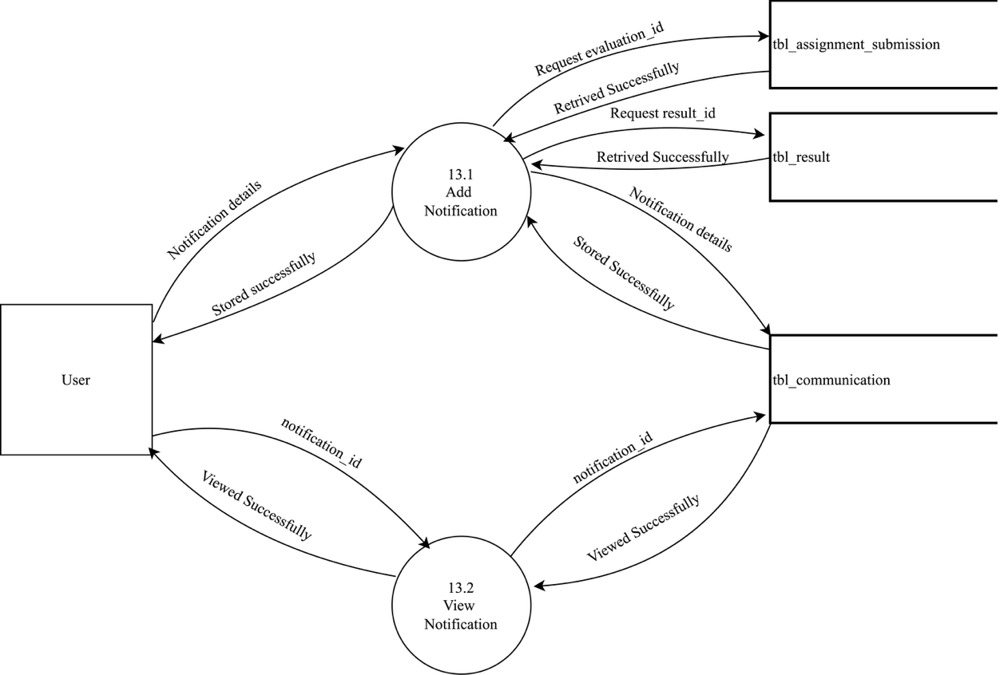 Request evaluation_id
tbl_assignment_submission
Retrived Successfully
Request result_id
Retrived Successfully
tbl_result
13.1
Add
Notification
Notification details
Notification details
Stored Successfully
Stored successfully
User
tbl_communication
notification_id
notification_id
Viewed Successfully
Viewed Successfully
13.2
View
Notification